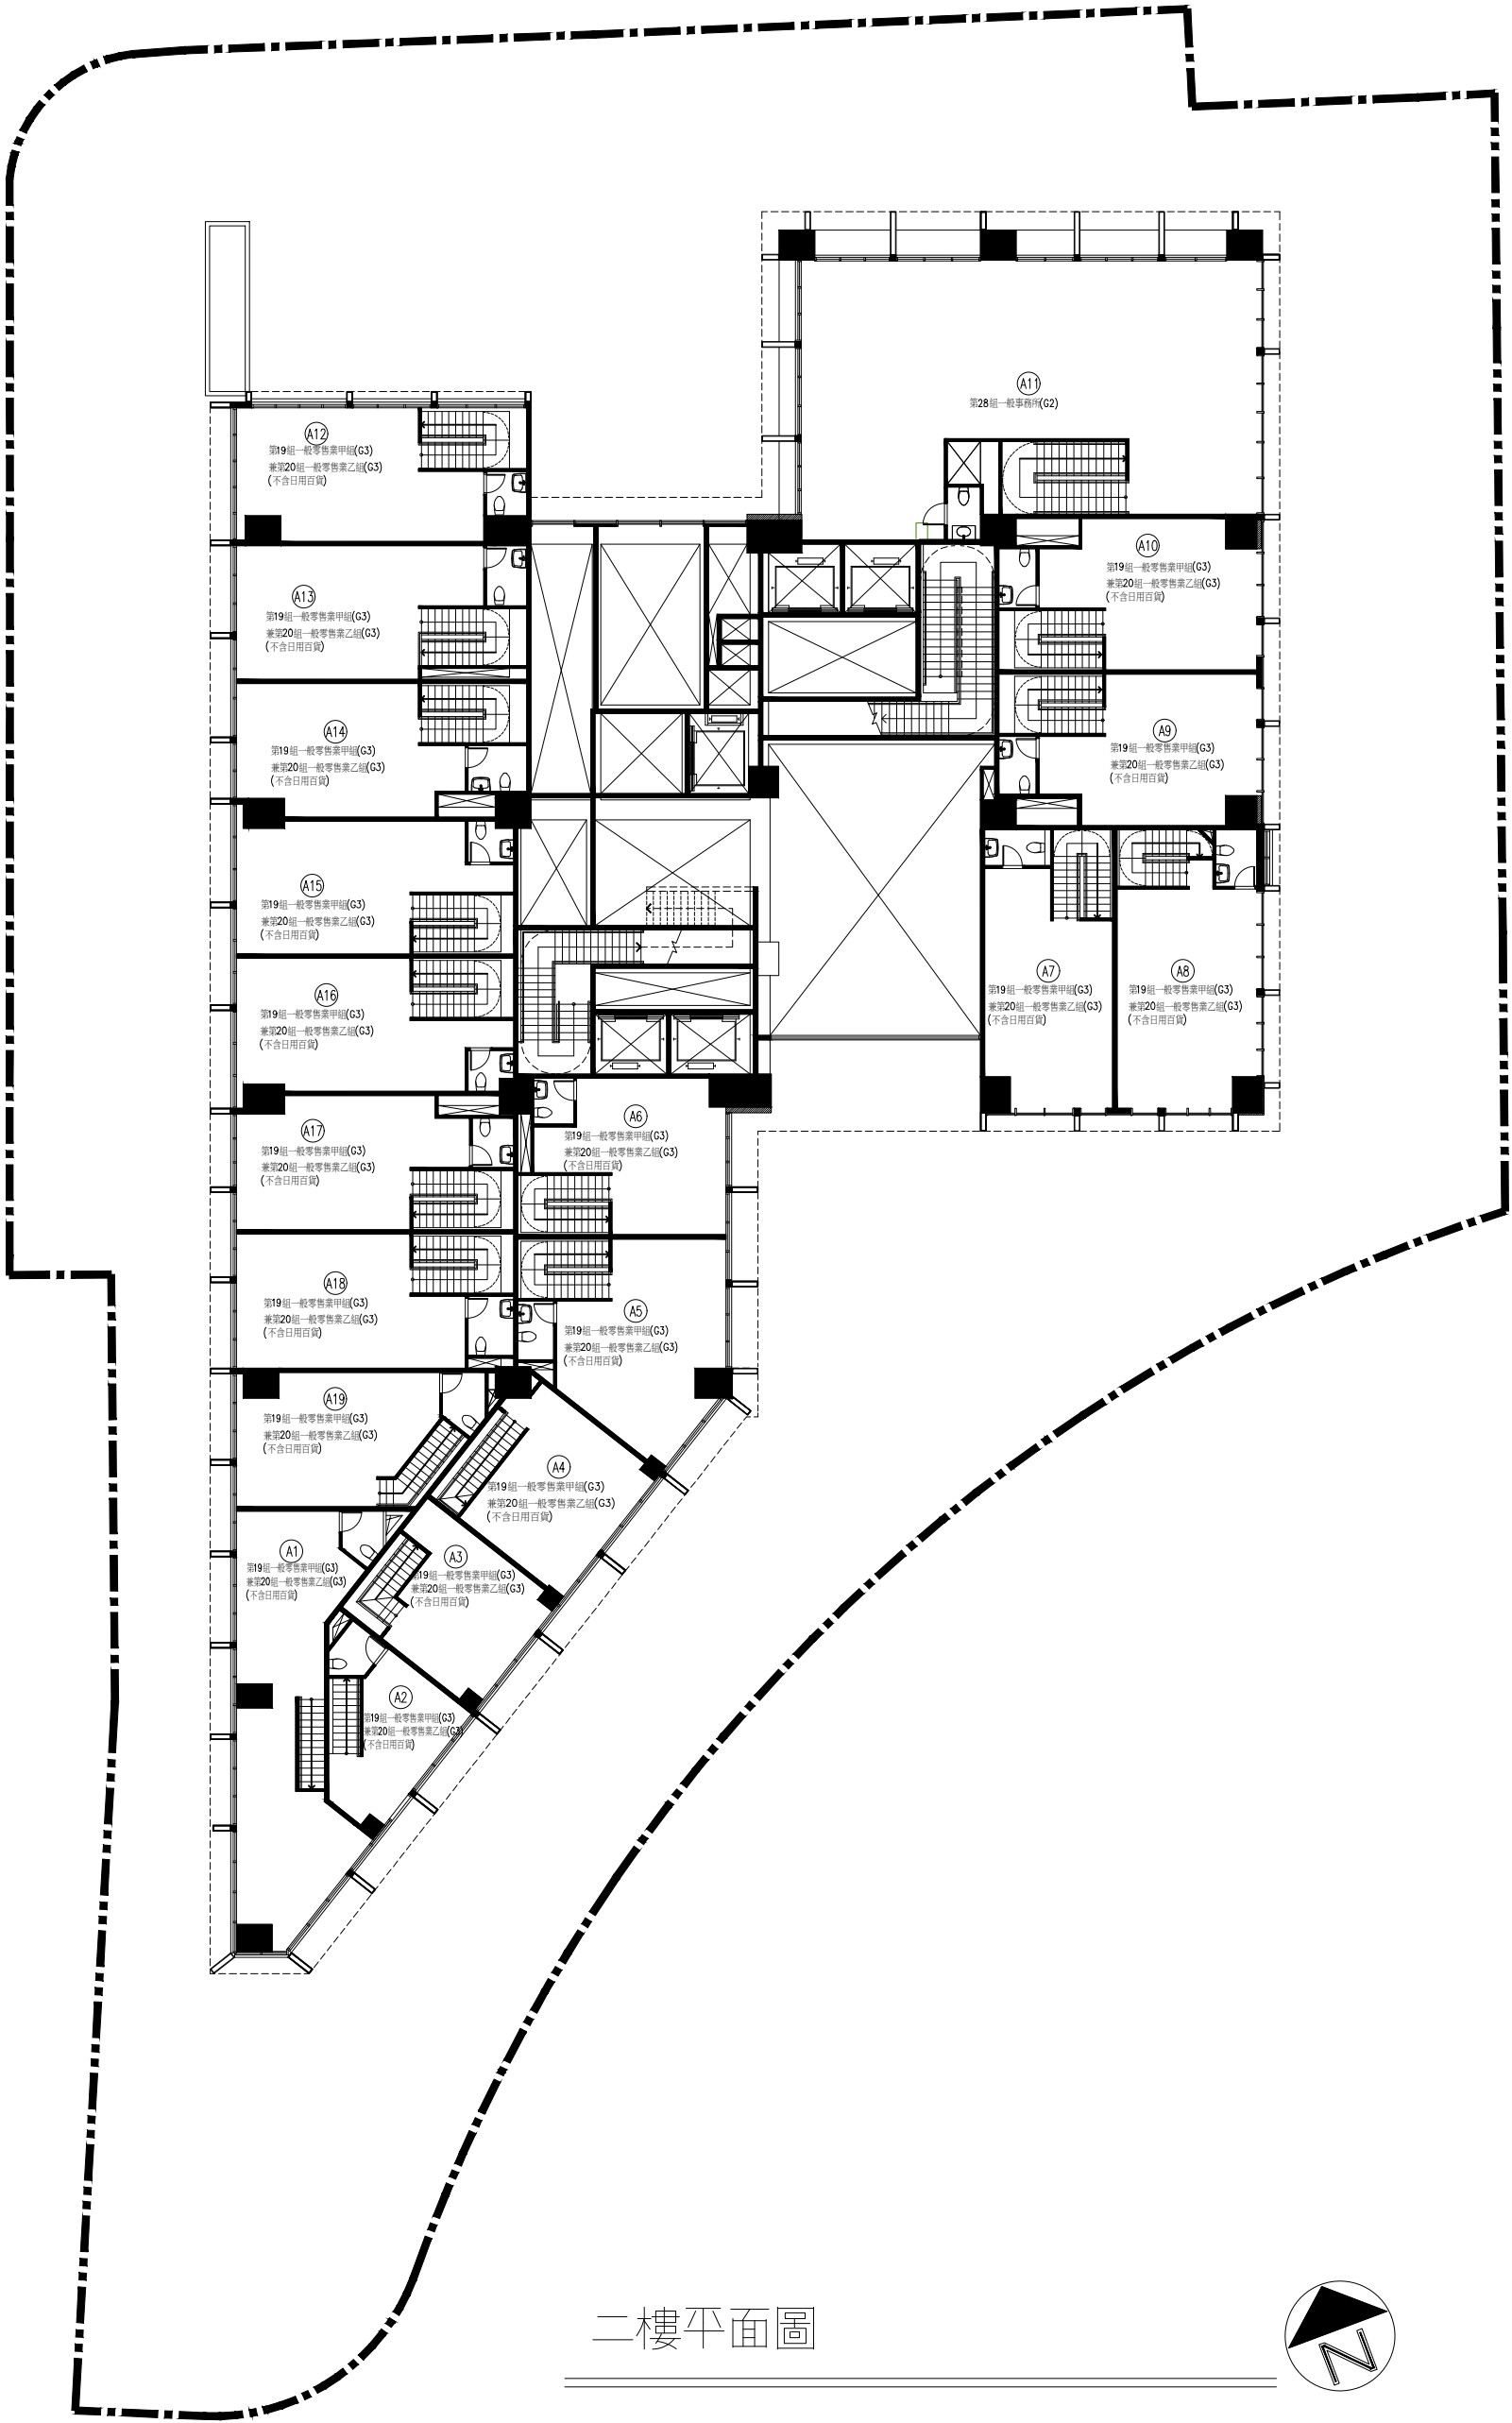 A11
第28組一般事務所(G2)
A12
第19組一般零售業甲組(G3)
兼第20組一般零售業乙組(G3)
(不含日用百貨)
A10
第19組一般零售業甲組(G3)
兼第20組一般零售業乙組(G3)
(不含日用百貨)
A13
第19組一般零售業甲組(G3)
兼第20組一般零售業乙組(G3)
(不含日用百貨)
A14
第19組一般零售業甲組(G3)
兼第20組一般零售業乙組(G3)
(不含日用百貨)
A9
第19組一般零售業甲組(G3)
兼第20組一般零售業乙組(G3)
(不含日用百貨)
A15
第19組一般零售業甲組(G3)
兼第20組一般零售業乙組(G3)
(不含日用百貨)
A7
第19組一般零售業甲組(G3)
兼第20組一般零售業乙組(G3)
(不含日用百貨)
A8
第19組一般零售業甲組(G3)
兼第20組一般零售業乙組(G3)
(不含日用百貨)
A16
第19組一般零售業甲組(G3)
兼第20組一般零售業乙組(G3)
(不含日用百貨)
A6
第19組一般零售業甲組(G3)
兼第20組一般零售業乙組(G3)
(不含日用百貨)
A17
第19組一般零售業甲組(G3)
兼第20組一般零售業乙組(G3)
(不含日用百貨)
A18
第19組一般零售業甲組(G3)
兼第20組一般零售業乙組(G3)
(不含日用百貨)
A5
第19組一般零售業甲組(G3)
兼第20組一般零售業乙組(G3)
(不含日用百貨)
A19
第19組一般零售業甲組(G3)
兼第20組一般零售業乙組(G3)
(不含日用百貨)
A4
第19組一般零售業甲組(G3)
兼第20組一般零售業乙組(G3)
(不含日用百貨)
A1
第19組一般零售業甲組(G3)
兼第20組一般零售業乙組(G3)
(不含日用百貨)
A3
第19組一般零售業甲組(G3)
兼第20組一般零售業乙組(G3)
(不含日用百貨)
A2
第19組一般零售業甲組(G3)
兼第20組一般零售業乙組(G3)
(不含日用百貨)
二樓平面圖
N